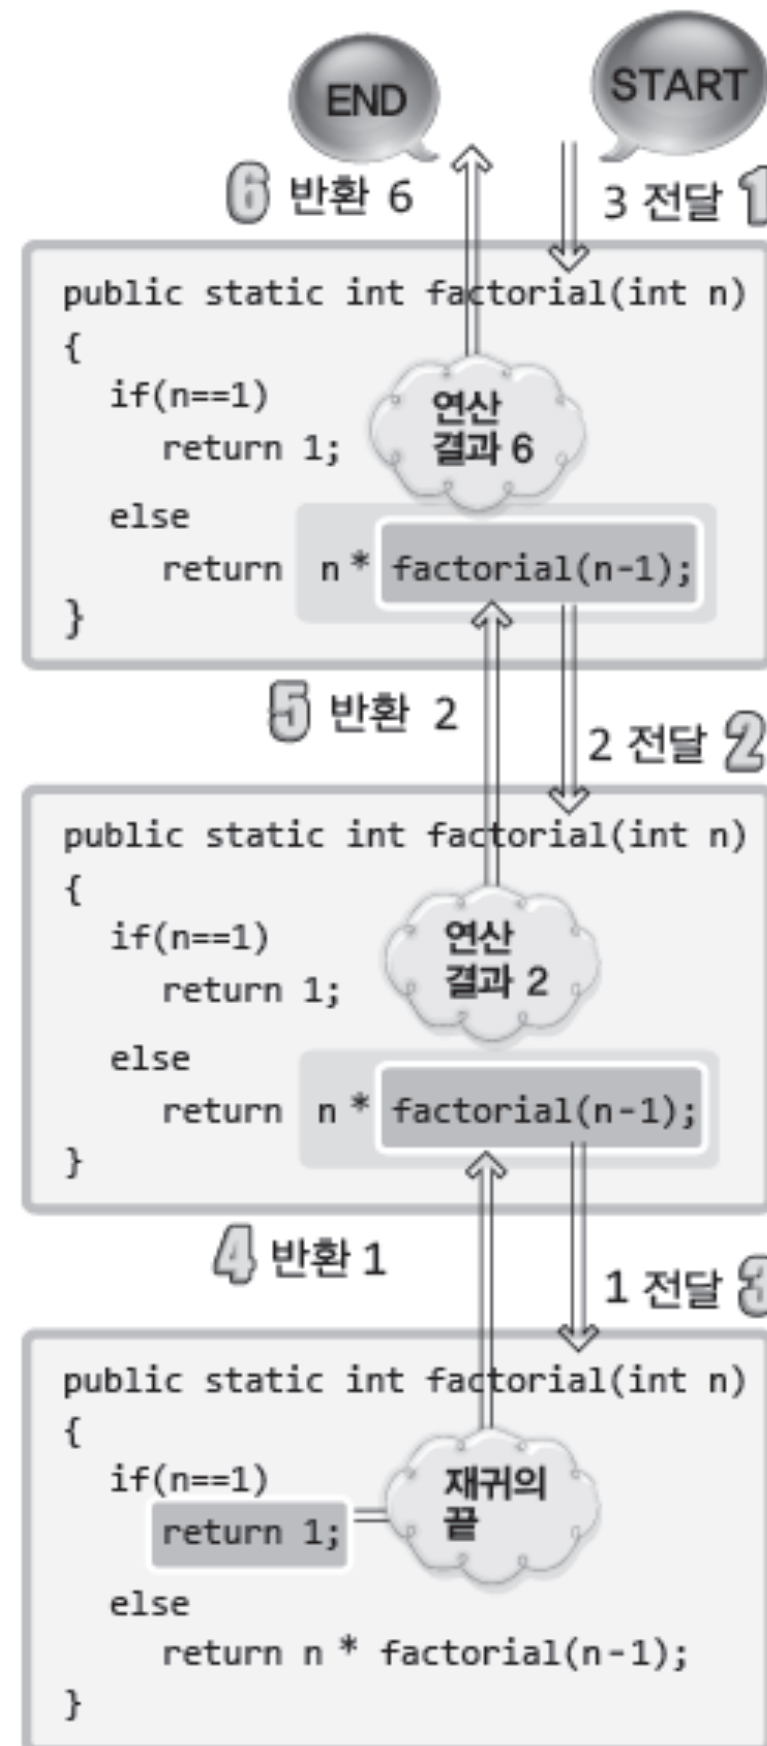 END
START
6 반환 6
3 전달 1
public static int factorial(int n)
{
if(n==1)
return 1;
연산
결과 6
else
return n * factorial(n-1);
}
5 반환 2
2 전달 2
public static int factorial(int n)
{
if(n==1)
return 1;
연산
결과 2
else
return n * factorial(n-1);
}
4 반환 1
1 전달 3
public static int factorial(int n)
{
if(n==1)
return 1;
재귀의
끝
else
return n * factorial(n-1);
}